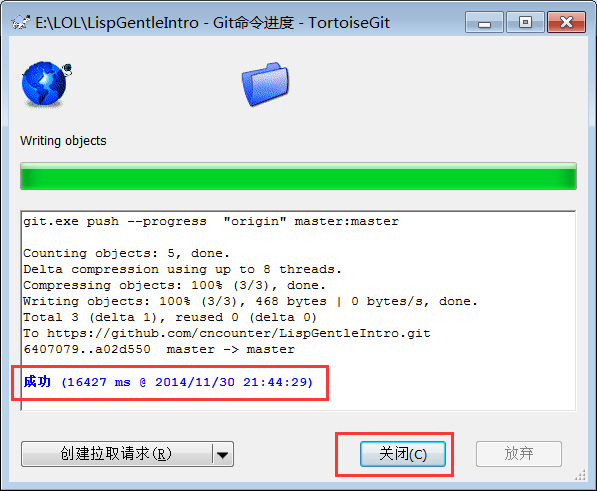 E:\LOL\LispGentleIntro - Git命令进度 - TortoiseGit
Writing objects
git.exe push --progress  "origin" master:master
Counting objects: 5, done.
Delta compression using up to 8 threads.
Compressing objects: 100% (3/3), done.
Writing objects: 100% (3/3), 468 bytes | 0 bytes/s, done.
Total 3 (delta 1), reused 0 (delta 0)
To https://github.com/cncounter/LispGentleIntro.git
6407079..a02d550  master -> master
成功 (16427 ms @ 2014/11/30 21:44:29)
创建拉取请求(R) 关闭(C) 放弃